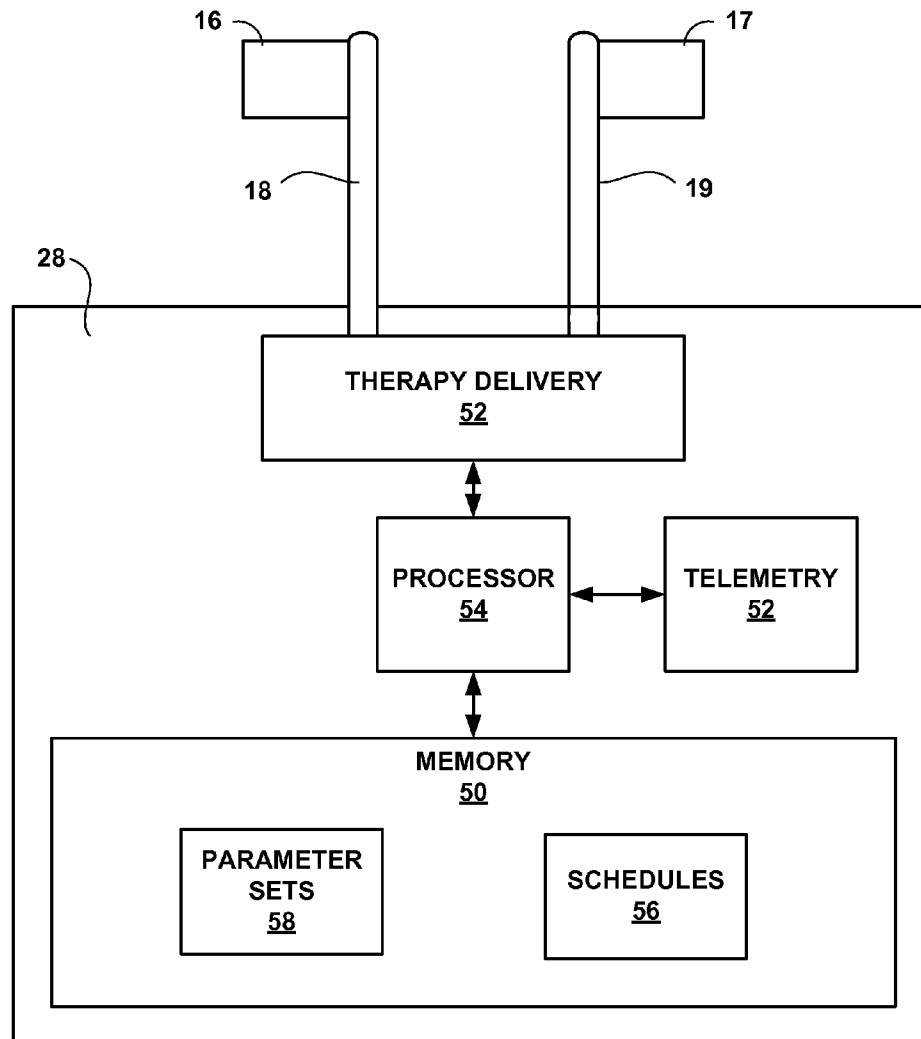 16
17
18
19
28
THERAPY DELIVERY
52
PROCESSOR
54
TELEMETRY
52
MEMORY
50
PARAMETER
SETS
58
SCHEDULES
56